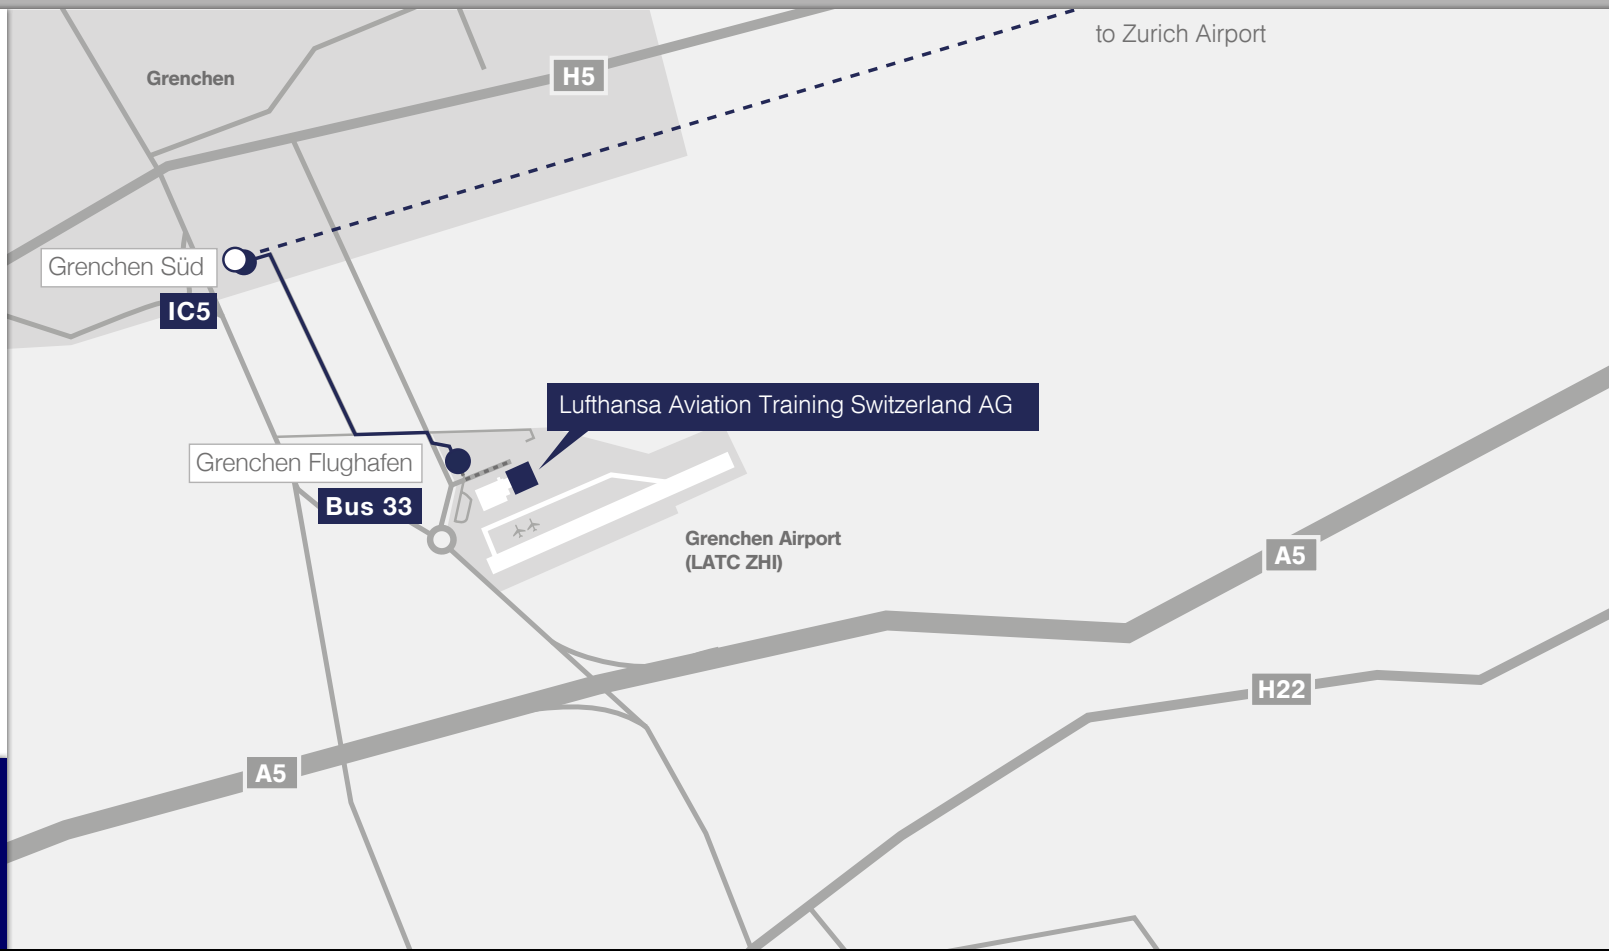 to Zurich Airport
Grenchen
H5
Grenchen Süd
IC5
Lufthansa Aviation Training Switzerland AG
Grenchen Flughafen
Bus 33
Grenchen Airport
(LATC ZHI)
A5
H22
A5